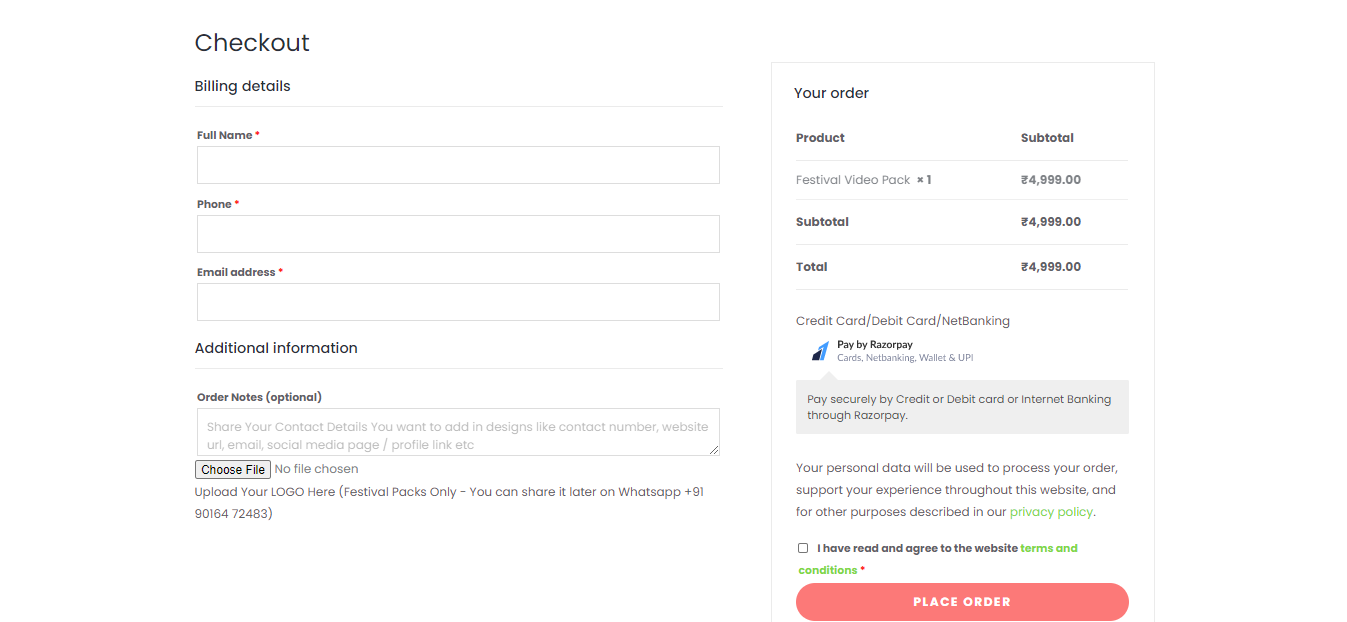 Checkout
Billing details
Full Name *
Phone *
Email address *
Additional information
Order Notes (optional)
Share Your Contact Details You want to add in designs like contact number, website
url, email, social media page / profile link etc
Choose File No file chosen
Upload Your LOGO Here (Festival Packs Only - You can share it later on Whatsapp +91
90164 72483)
Your order
Product Subtotal
Festival Video Pack × 1 ₹4,999.00
Subtotal ₹4,999.00
Total ₹4,999.00
Credit Card/Debit Card/NetBanking
Pay by Razorpay
Cards, Netbanking, Wallet & UPI
Pay securely by Credit or Debit card or Internet Banking
through Razorpay.
Your personal data will be used to process your order,
support your experience throughout this website, and
for other purposes described in our privacy policy.
I have read and agree to the website terms and
conditions *
PLACE ORDER